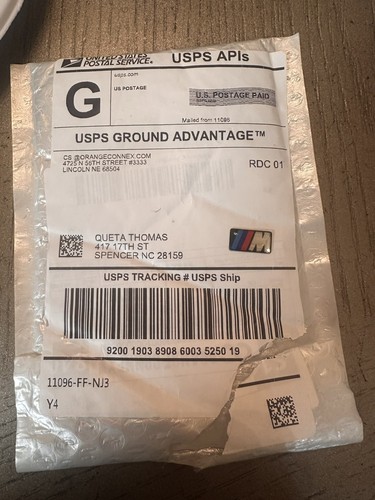 UNITED STATES
POSTAL SERVICE®
USPS APIs
G
usps.com
US POSTAGE
U.S. POSTAGE PAID
Mailed from 11096
USPS GROUND ADVANTAGE™
CS @ORANGECONNEX.COM
4725 N 56TH STREET #3333
LINCOLN NE 68504
RDC 01
QUETA THOMAS
417 17TH ST
SPENCER NC 28159
M
USPS TRACKING # USPS Ship
9200 1903 8908 6003 5250 19
11096-FF-NJ3
Y4